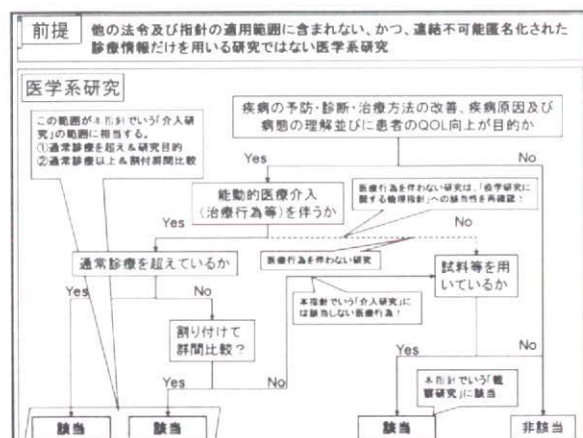 前提
他の法令及び指針の適用範囲に含まれない、かつ、連結不可能匿名化された
診療情報だけを用いる研究ではない医学系研究
医学系研究
この範囲が本指針でいう「介入研
究」の範囲に相当する。
①通常診療を超え&研究目的
②通常診療以上&割付群間比較
疾病の予防・診断・治療方法の改善、疾病原因及び
病態の理解並びに患者のQOL向上が目的か
Yes
No
能動的医療介入
(治療行為等)を伴うか
医療行為を伴わない研究は、「疫学研究に
関する倫理指針」への該当性を再確認!
Yes
No
通常診療を超えているか
医療行為を伴わない研究
試料等を用
いているか
Yes
No
本指針でいう「介入研究」に
は該当しない医療行為!
割り付けて
群間比較?
Yes
No
Yes
No
本指針でいう「観
察研究」に該当
該当
該当
該当
非該当